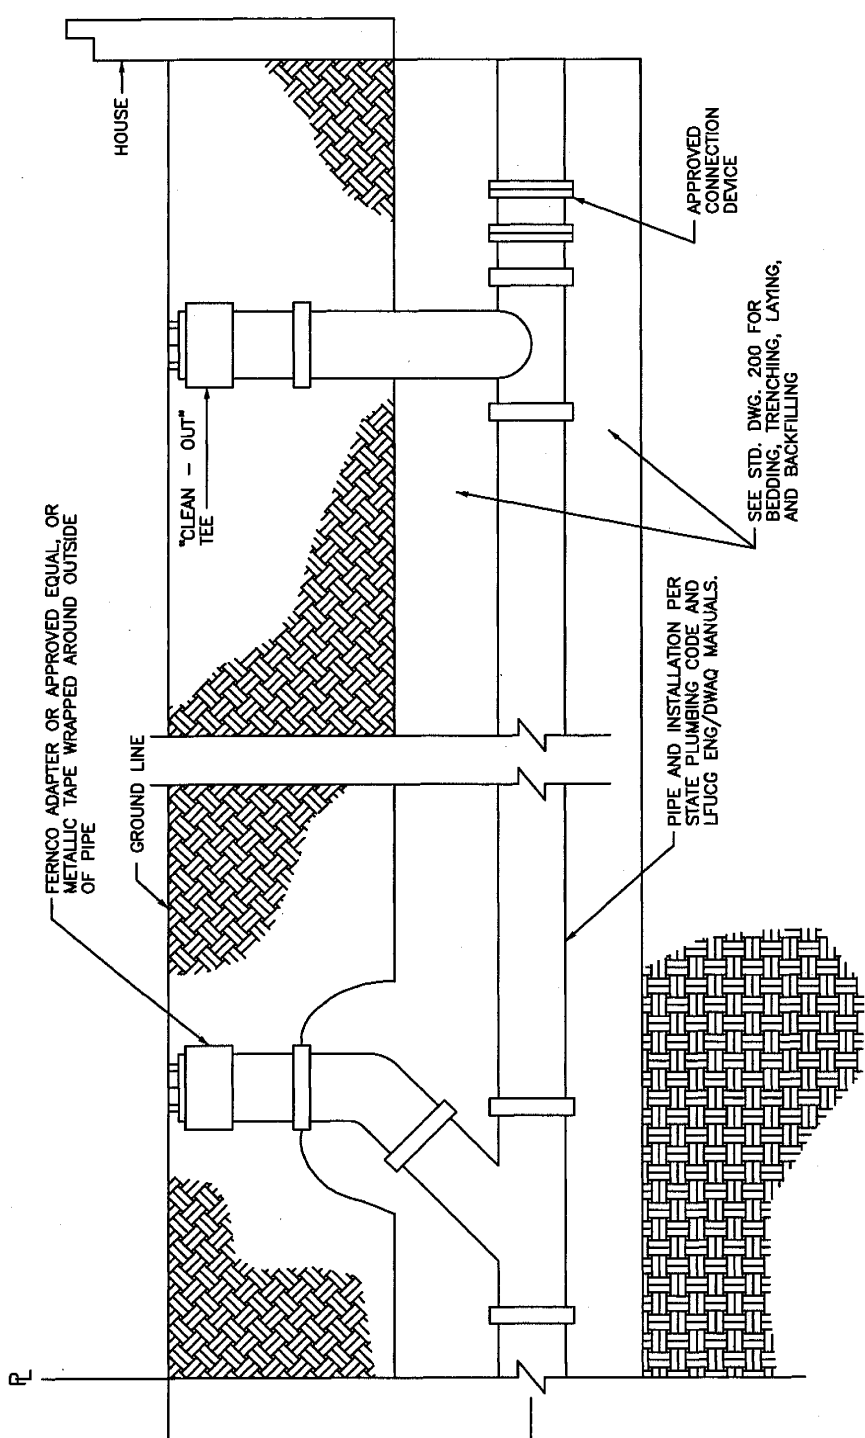 HOUSE
APPROVED
CONNECTION
DEVICE
"CLEAN - OUT"
TEE
SEE STD. DWG. 200 FOR
BEDDING, TRENCHING, LAYING,
AND BACKFILLING
FERNCO ADAPTER OR APPROVED EQUAL, OR
METALLIC TAPE WRAPPED AROUND OUTSIDE
OF PIPE
GROUND LINE
PIPE AND INSTALLATION PER
STATE PLUMBING CODE AND
LFUCG ENG/DWAQ MANUALS.
PL